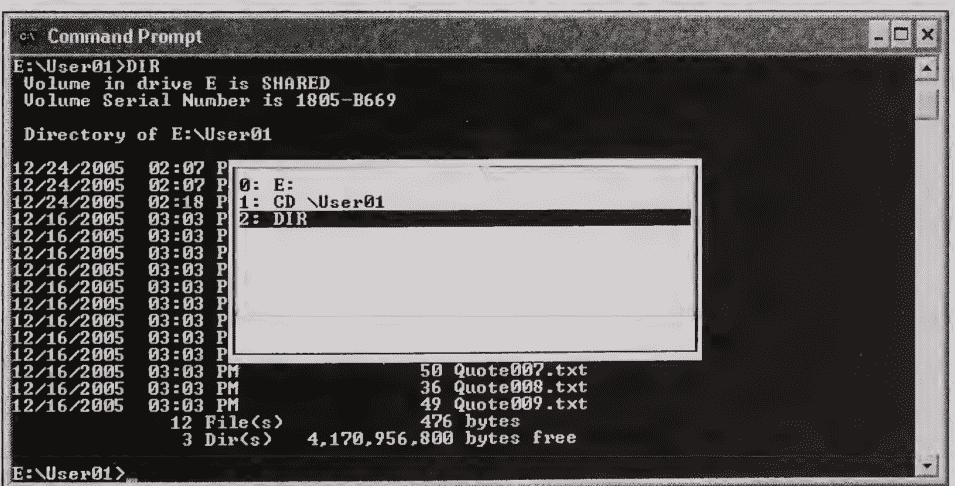 Command Prompt
E:\User01>DIR
Volume in drive E is SHARED
Volume Serial Number is 1805-B669
Directory of E:\User01
12/24/2005 02:07 P
12/24/2005 02:07 P
12/24/2005 02:18 P
12/16/2005 03:03 P
12/16/2005 03:03 P
12/16/2005 03:03 P
12/16/2005 03:03 P
12/16/2005 03:03 P
12/16/2005 03:03 P
12/16/2005 03:03 P
12/16/2005 03:03 P
12/16/2005 03:03 P
12/16/2005 03:03 PM 50 Quote007.txt
12/16/2005 03:03 PM 36 Quote008.txt
12/16/2005 03:03 PM 49 Quote009.txt
12 File(s) 476 bytes
3 Dir(s) 4,170,956,800 bytes free
E:\User01>
0: E:
1: CD \User01
2: DIR